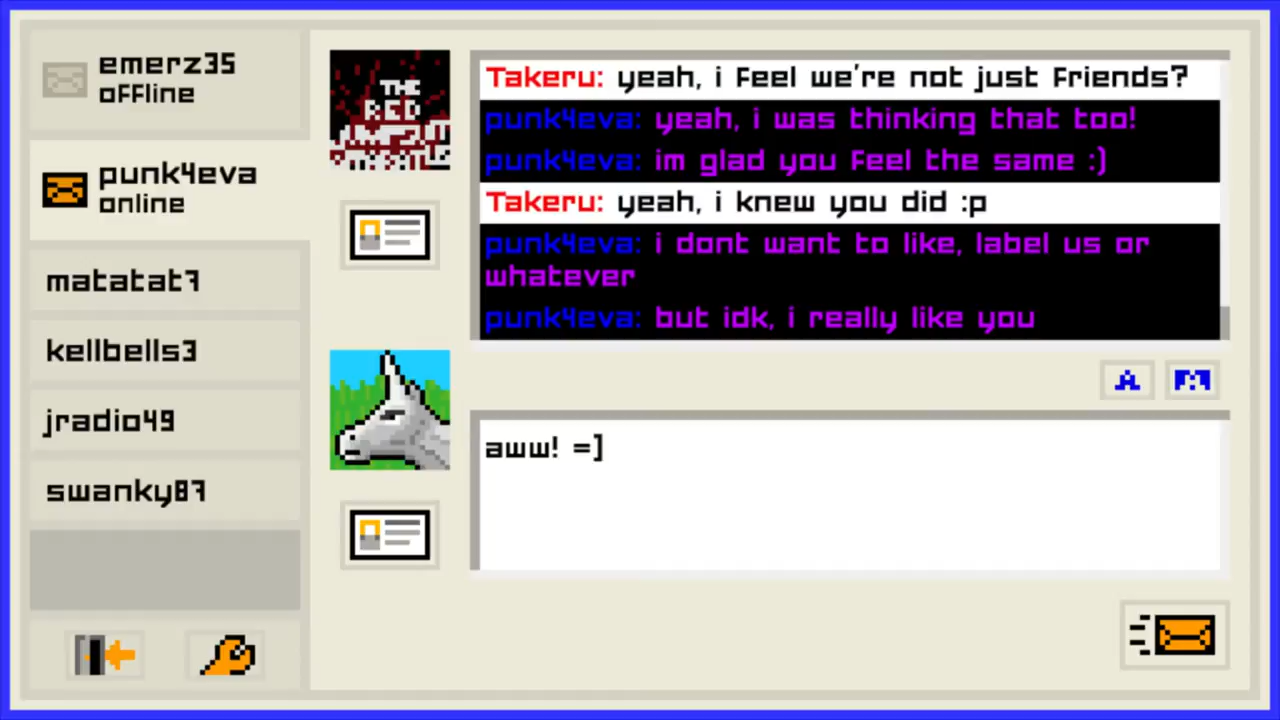 emerz35
offline
punk4eva
online
matatat7
kellbells3
jradio49
swanky87
THE
RED
Takeru: yeah, i feel we're not just friends?
punk4eva: yeah, i was thinking that too!
punk4eva: im glad you feel the same :)
Takeru: yeah, i knew you did :p
punk4eva: i dont want to like, label us or
whatever
punk4eva: but idk, i really like you
A
aww! =]